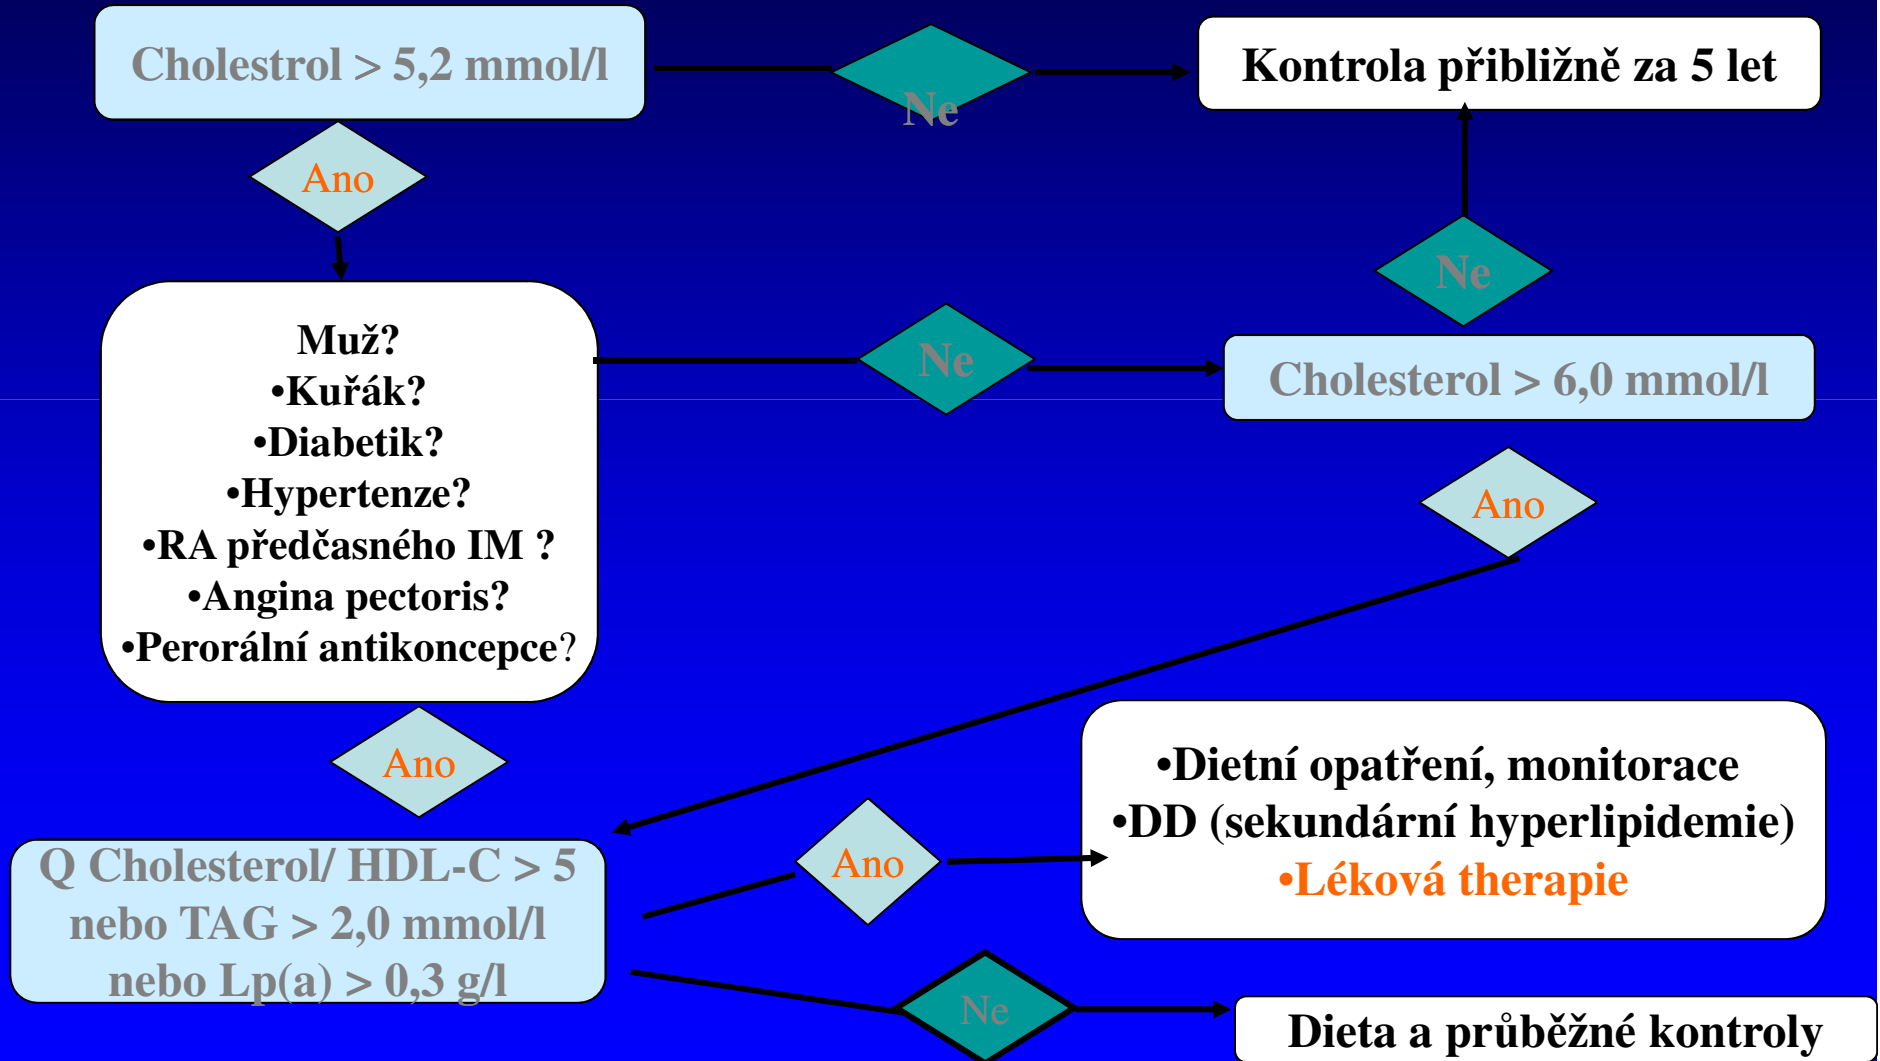 Cholestrol > 5,2 mmol/l
Ne
Kontrola přibližně za 5 let
Ano
Ne
Muž?
•Kuřák?
•Diabetik?
•Hypertenze?
•RA předčasného IM ?
•Angina pectoris?
•Perorální antikoncepce?
Ne
Cholesterol > 6,0 mmol/l
Ano
Ano
•Dietní opatření, monitorace
•DD (sekundární hyperlipidemie)
•Léková therapie
Q Cholesterol/ HDL-C > 5
nebo TAG > 2,0 mmol/l
nebo Lp(a) > 0,3 g/l
Ano
Ne
Dieta a průběžné kontroly